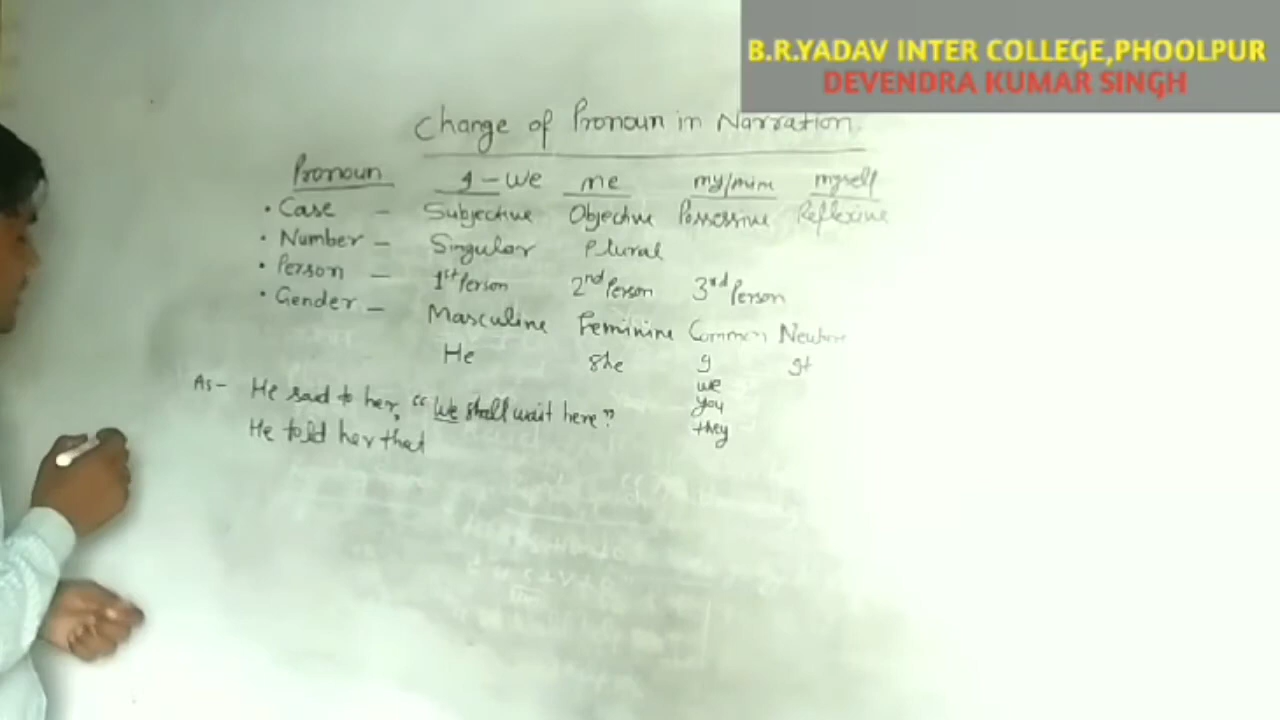 B.R.YADAV INTER COLLEGE,PHOOLPUR
DEVENDRA KUMAR SINGH
Change of Pronoun in Narration.
Pronoun I - We me my/mine myself
• Case - Subjective Objective Possessive Reflexive
• Number - Singular Plural
• Person - 1st Person 2nd Person 3rd Person
• Gender - Masculine Feminine Common Neuter
He She I It
we
you
they
As- He said to her, "We shall wait here"
He told her that